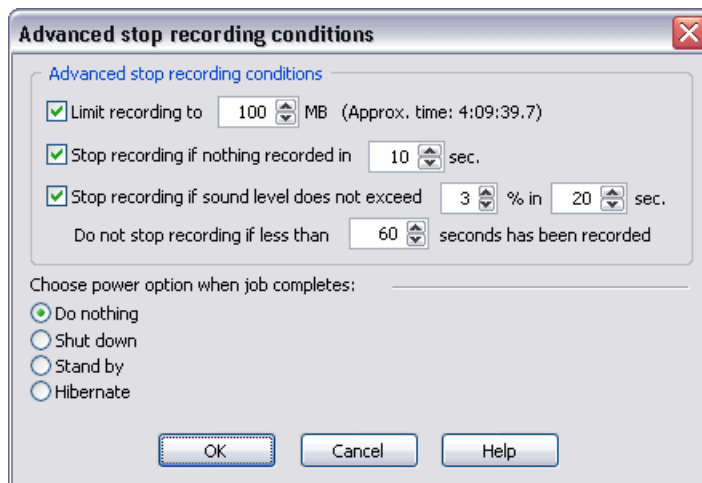 Advanced stop recording conditions
Advanced stop recording conditions
Limit recording to 100 MB (Approx. time: 4:09:39.7)
Stop recording if nothing recorded in 10 sec.
Stop recording if sound level does not exceed 3 % in 20 sec.
Do not stop recording if less than 60 seconds has been recorded
Choose power option when job completes:
Do nothing
Shut down
Stand by
Hibernate
OK Cancel Help